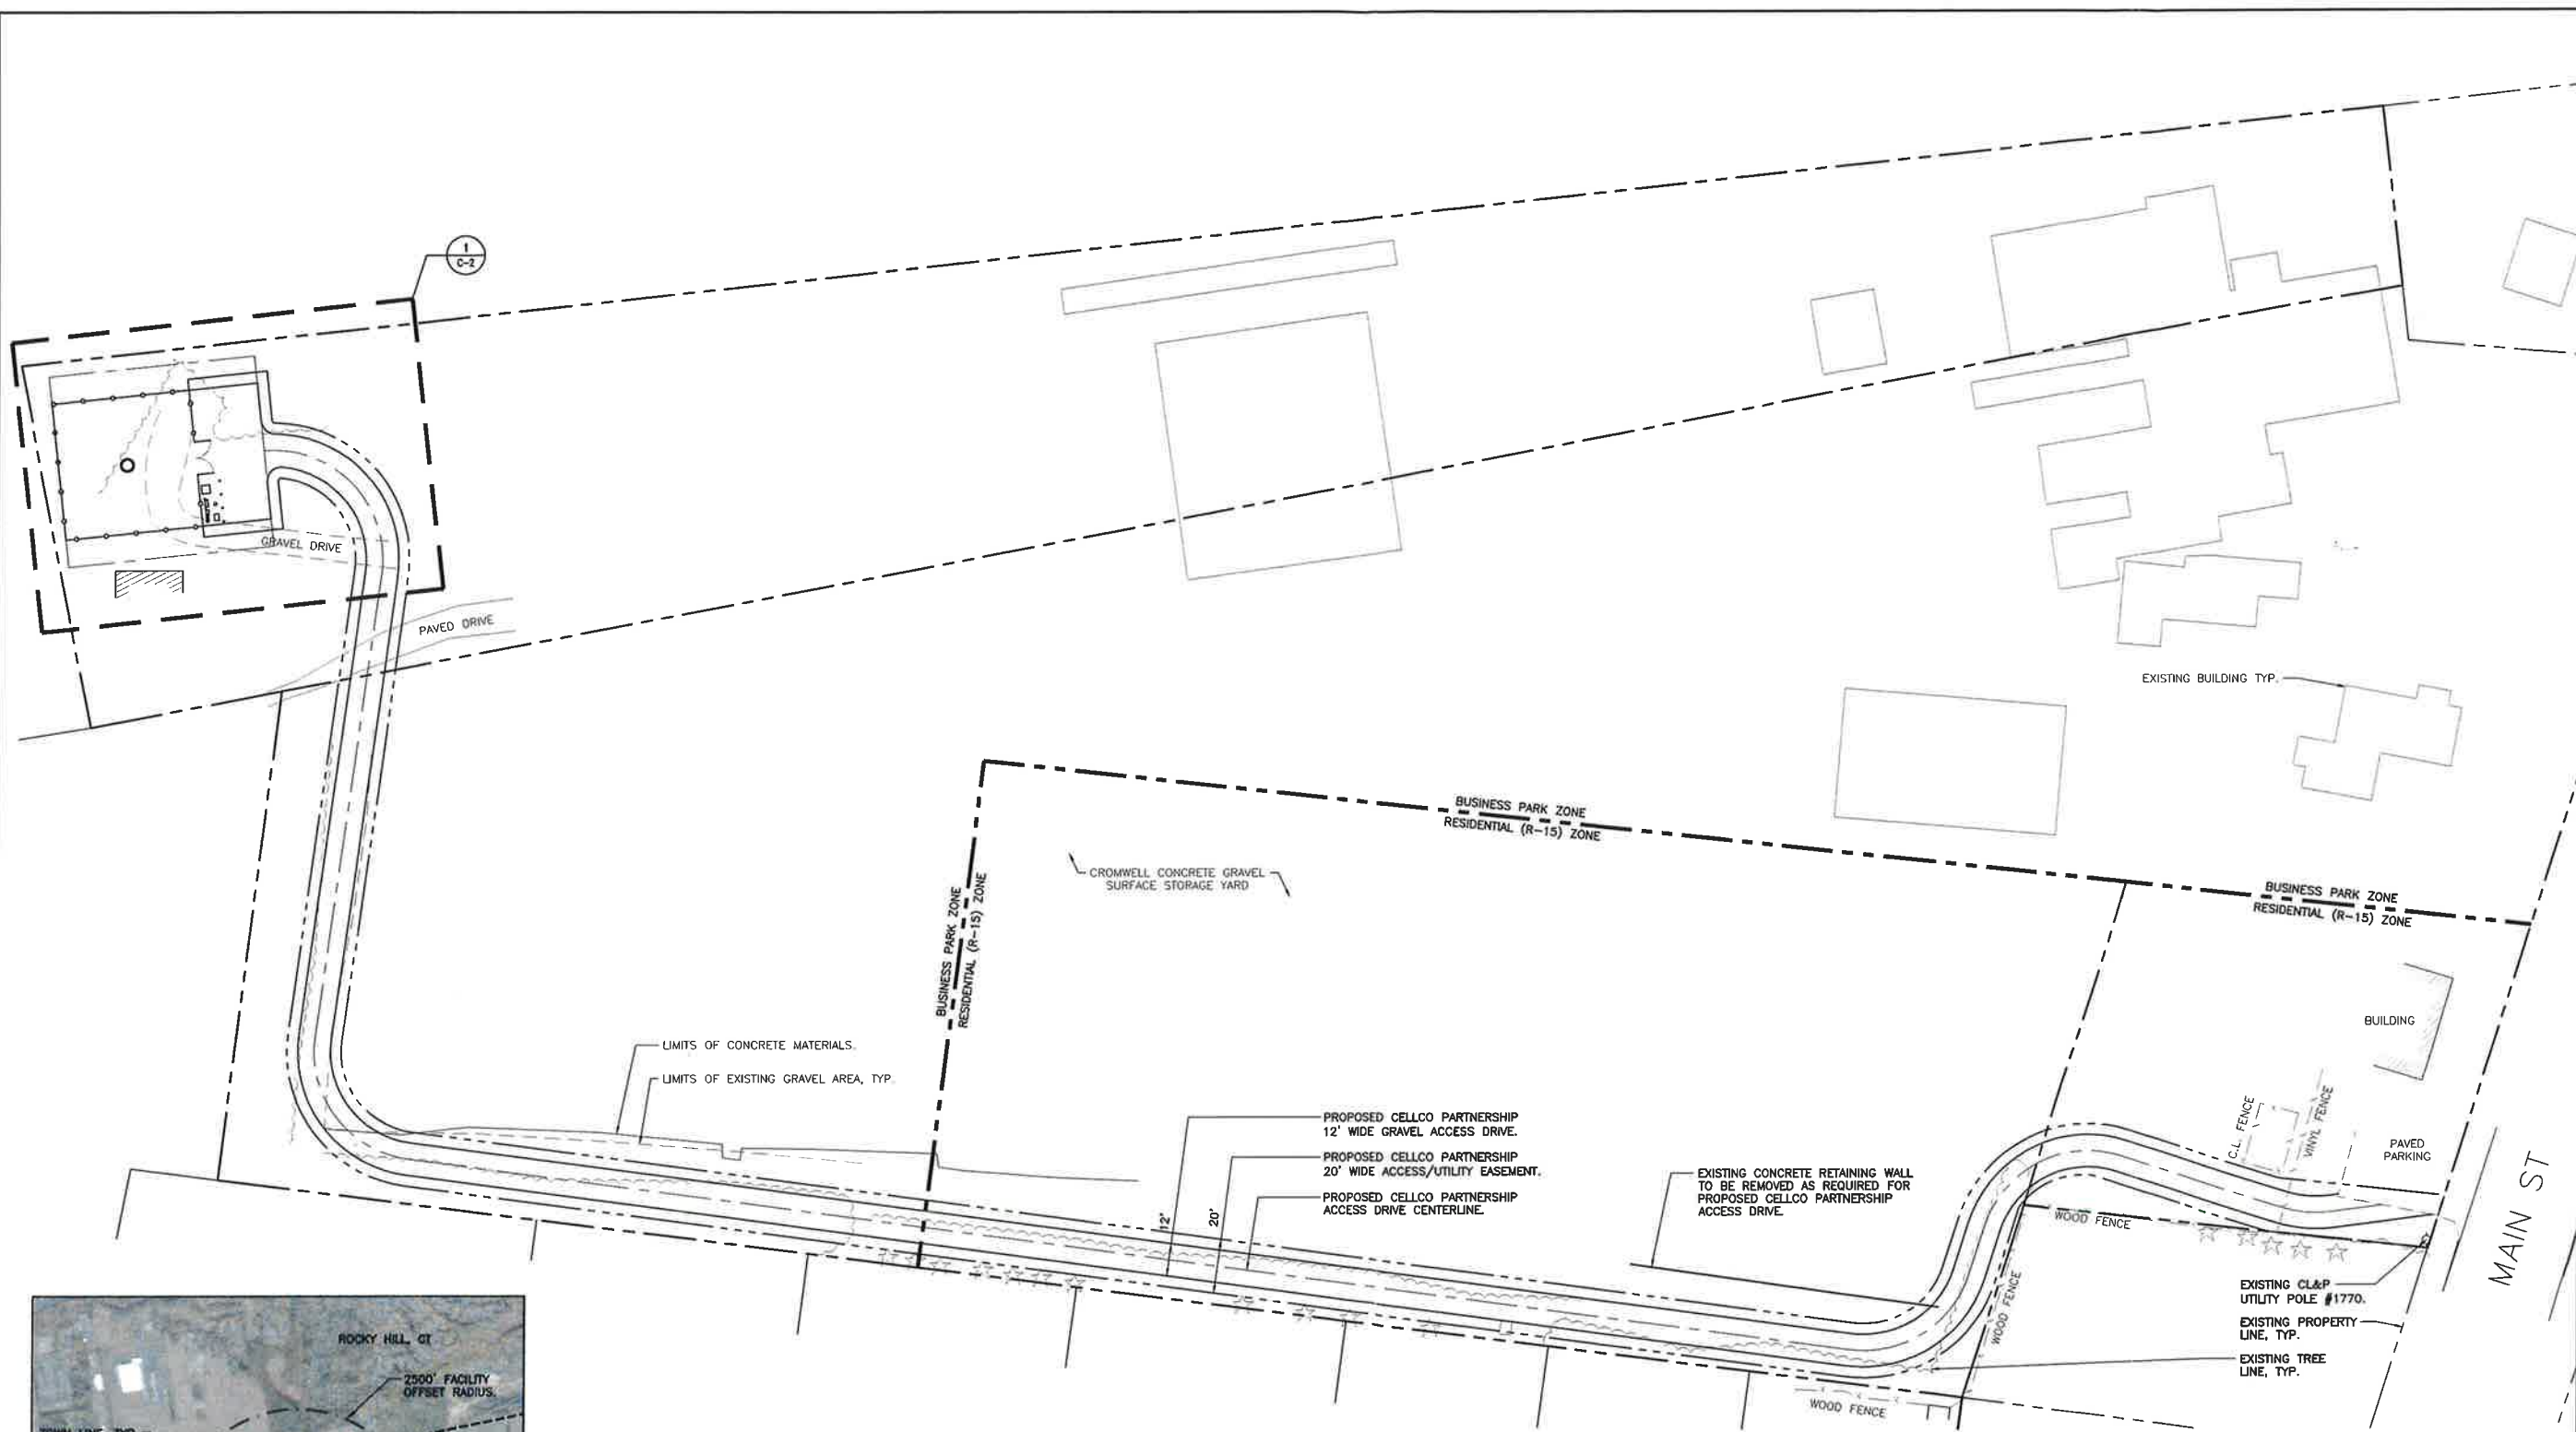 1
C-2
GRAVEL DRIVE
PAVED DRIVE
EXISTING BUILDING TYP.
BUSINESS PARK ZONE
RESIDENTIAL (R-15) ZONE
CROMWELL CONCRETE GRAVEL
SURFACE STORAGE YARD
BUSINESS PARK ZONE
RESIDENTIAL (R-15) ZONE
BUSINESS PARK ZONE
RESIDENTIAL (R-15) ZONE
BUILDING
LIMITS OF CONCRETE MATERIALS.
LIMITS OF EXISTING GRAVEL AREA, TYP.
PROPOSED CELLCO PARTNERSHIP
12' WIDE GRAVEL ACCESS DRIVE.
PROPOSED CELLCO PARTNERSHIP
20' WIDE ACCESS/UTILITY EASEMENT.
PROPOSED CELLCO PARTNERSHIP
ACCESS DRIVE CENTERLINE.
12'
20'
EXISTING CONCRETE RETAINING WALL
TO BE REMOVED AS REQUIRED FOR
PROPOSED CELLCO PARTNERSHIP
ACCESS DRIVE.
C.L. FENCE
VINYL FENCE
PAVED
PARKING
MAIN ST
WOOD FENCE
WOOD FENCE
EXISTING CL&P
UTILITY POLE #1770.
EXISTING PROPERTY
LINE, TYP.
EXISTING TREE
LINE, TYP.
WOOD FENCE
ROCKY HILL, CT
2500' FACILITY
OFFSET RADIUS.
TOWN LINE, TYP.